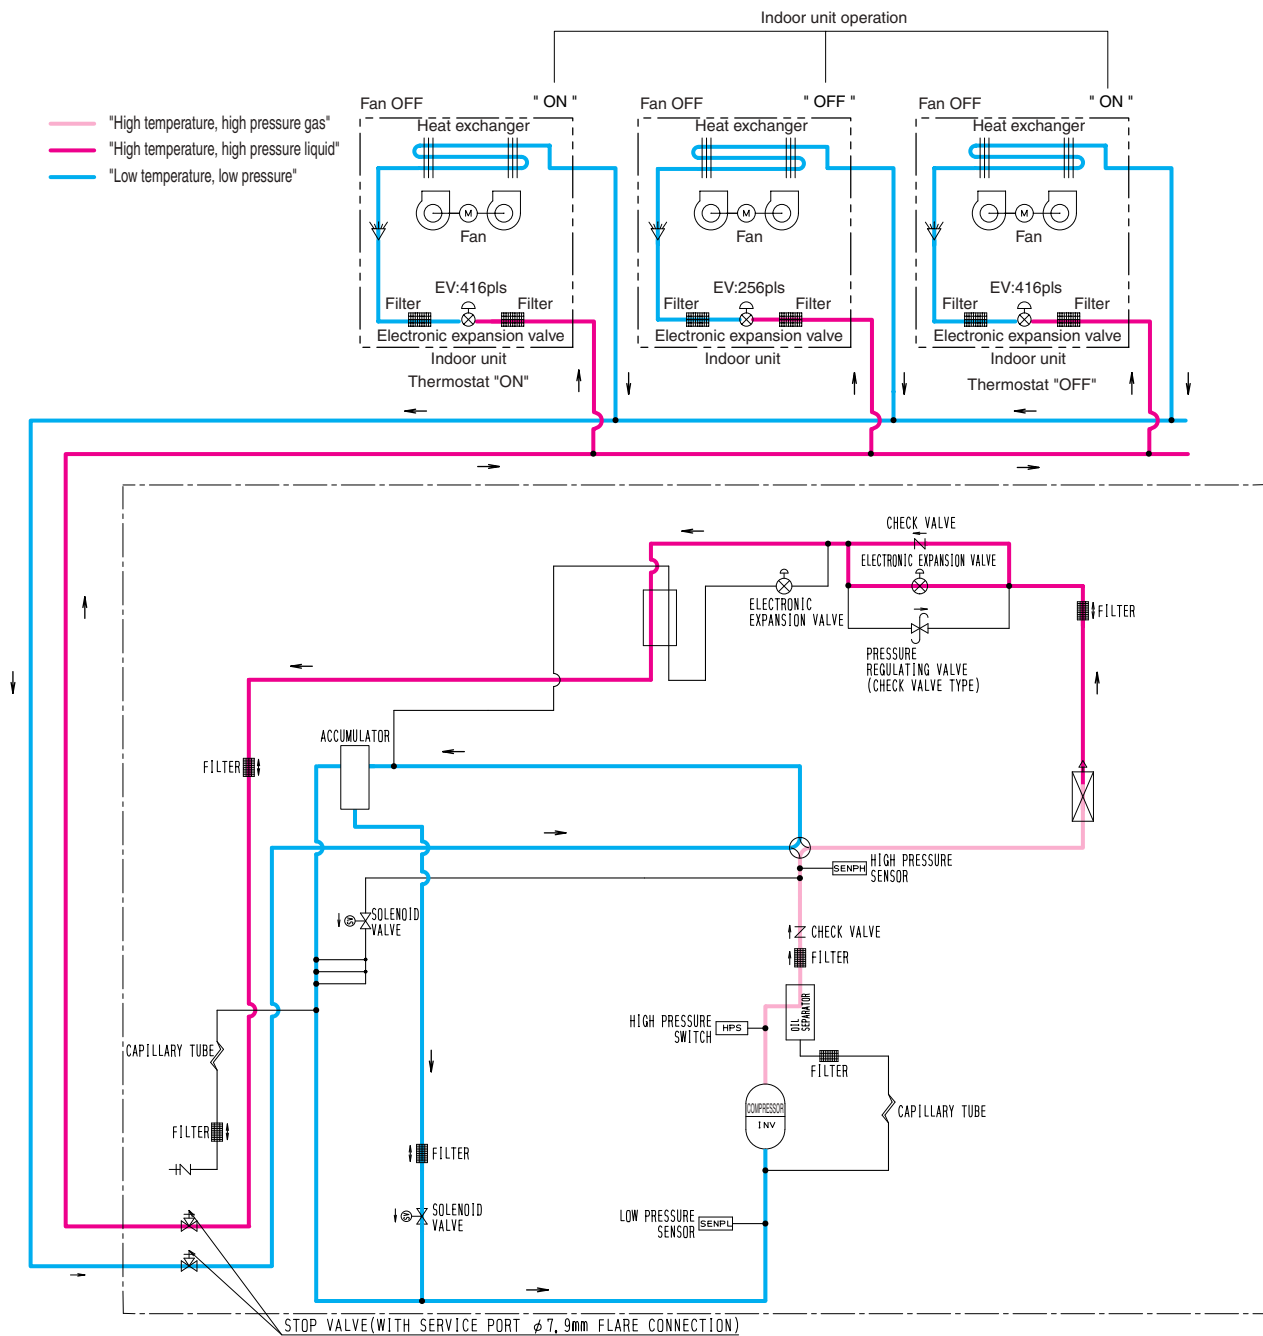 Indoor unit operation
Fan OFF
" ON "
Fan OFF
" OFF "
Fan OFF
" ON "
"High temperature, high pressure gas"
"High temperature, high pressure liquid"
"Low temperature, low pressure"
Heat exchanger
Heat exchanger
Heat exchanger
M
M
M
Fan
Fan
Fan
EV:416pls
EV:256pls
EV:416pls
Filter
Filter
Filter
Filter
Filter
Filter
Electronic expansion valve
Electronic expansion valve
Electronic expansion valve
Indoor unit
Indoor unit
Indoor unit
Thermostat "ON"
Thermostat "OFF"
CHECK VALVE
ELECTRONIC EXPANSION VALVE
ELECTRONIC
EXPANSION VALVE
FILTER
PRESSURE
REGULATING VALVE
(CHECK VALVE TYPE)
ACCUMULATOR
FILTER
SENPH
HIGH PRESSURE
SENSOR
SOLENOID
VALVE
CHECK VALVE
FILTER
OIL
SEPARATOR
HIGH PRESSURE
SWITCH
HPS
CAPILLARY TUBE
FILTER
COMPRESSOR
INV
CAPILLARY TUBE
FILTER
FILTER
SOLENOID
VALVE
LOW PRESSURE
SENSOR
SENPL
STOP VALVE(WITH SERVICE PORT φ7,9mm FLARE CONNECTION)